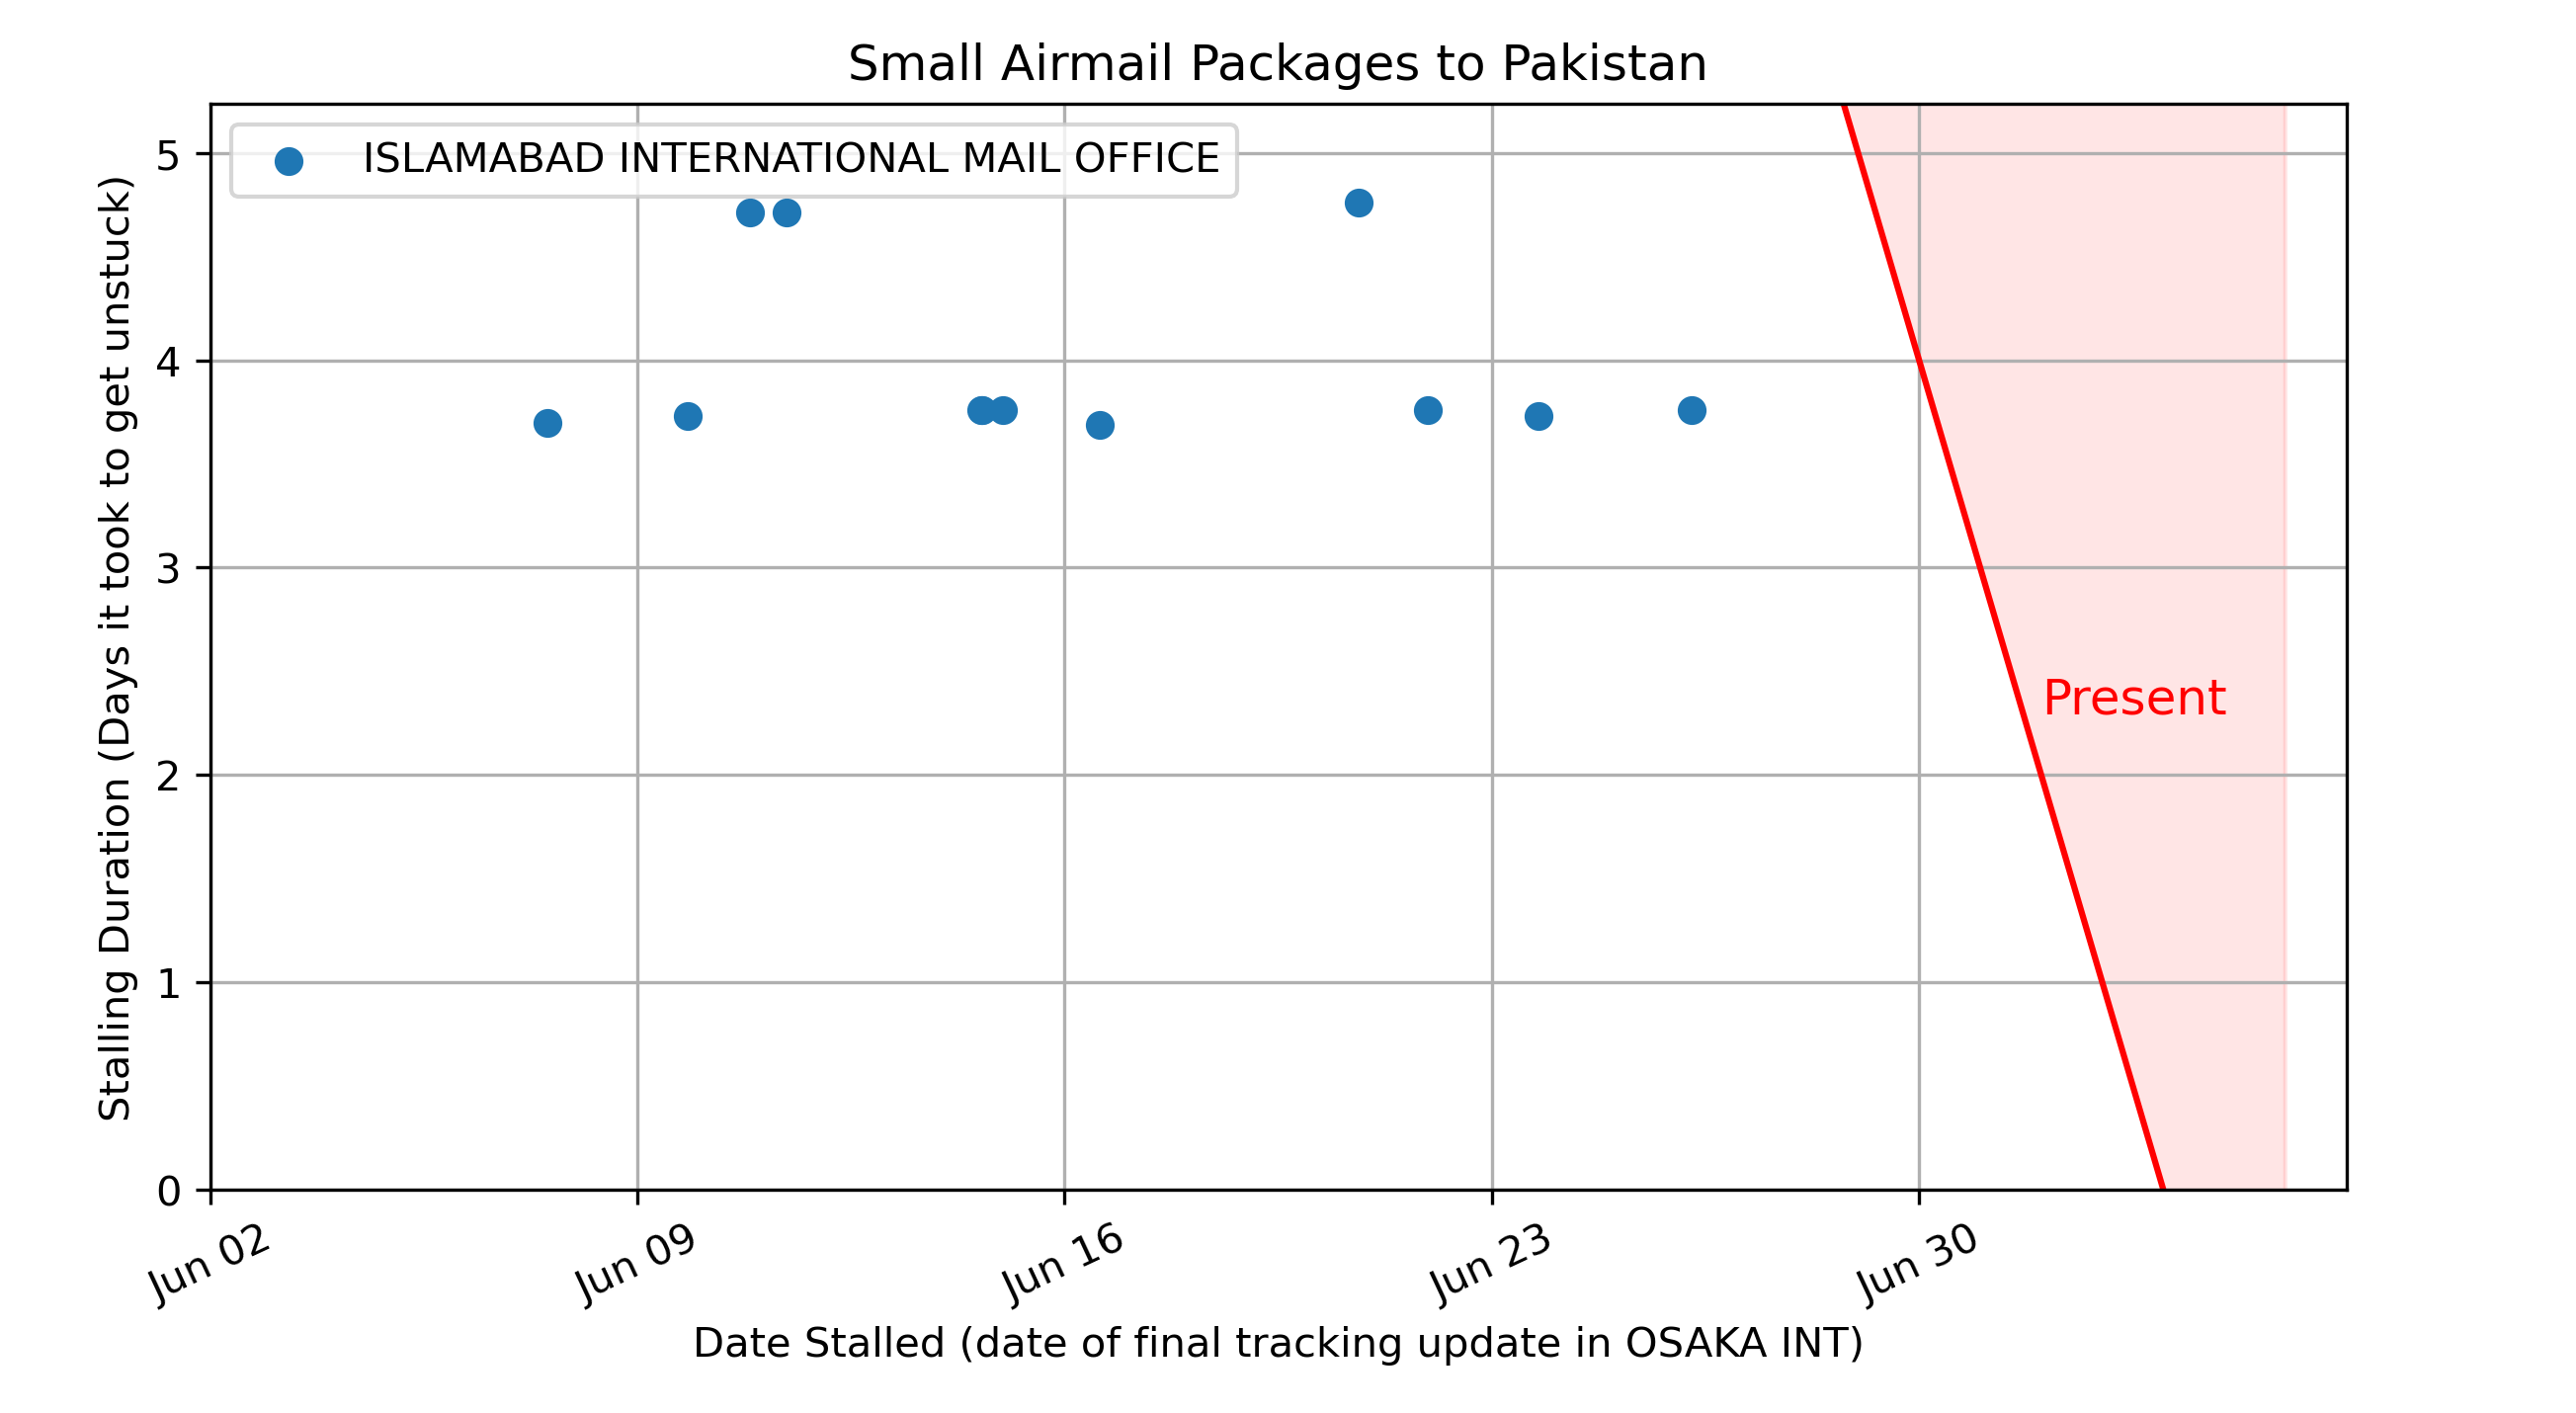 Small Airmail Packages to Pakistan
ISLAMABAD INTERNATIONAL MAIL OFFICE
Stalling Duration (Days it took to get unstuck)
5
4
3
2
1
0
Present
Jun 02
Jun 09
Jun 16
Jun 23
Jun 30
Date Stalled (date of final tracking update in OSAKA INT)